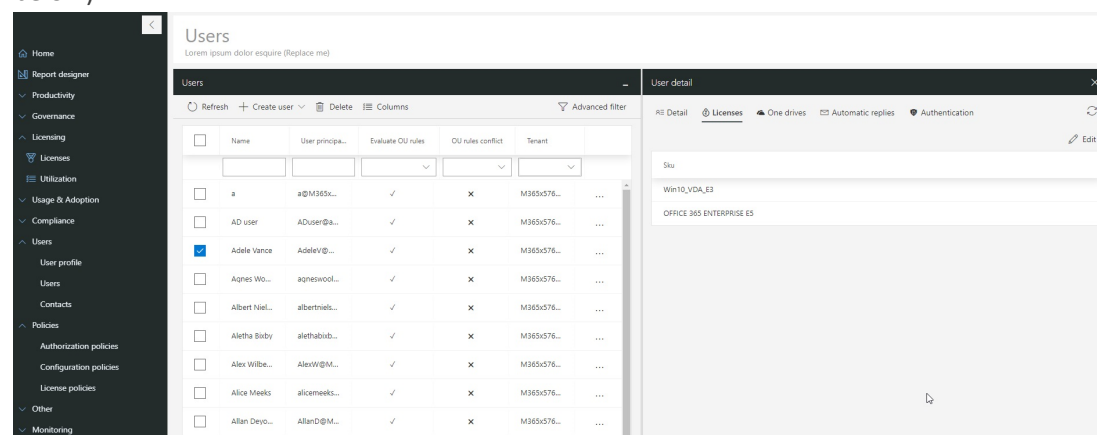 Home
Report designer
Productivity
Governance
Licensing
Licenses
Utilization
Usage & Adoption
Compliance
Users
User profile
Users
Contacts
Policies
Authorization policies
Configuration policies
License policies
Other
Monitoring
Users
Lorem ipsum dolor esquire (Replace me)
Users
Refresh Create user Delete Columns Advanced filter
Name User principa... Evaluate OU rules OU rules conflict Tenant
a a@M365x... M365x576... ...
AD user ADuser@a... M365x576... ...
Adele Vance AdeleV@... M365x576... ...
Agnes Wo... agneswool... M365x576... ...
Albert Niel... albertniels... M365x576... ...
Aletha Bixby alethabixb... M365x576... ...
Alex Wilbe... AlexW@M... M365x576... ...
Alice Meeks alicemeeks... M365x576... ...
Allan Deyo... AllanD@M... M365x576... ...
User detail
Detail Licenses One drives Automatic replies Authentication
Edit
Sku
Win10_VDA_E3
OFFICE 365 ENTERPRISE E5